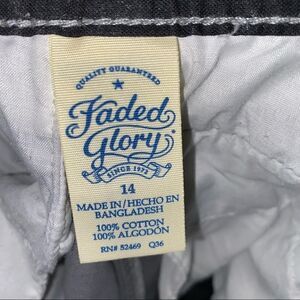 QUALITY GUARANTEED
Faded
Glory
SINCE 1972
14
MADE IN/HECHO EN
BANGLADESH
100% COTTON
100% ALGODÓN
RN# 52469 Q36